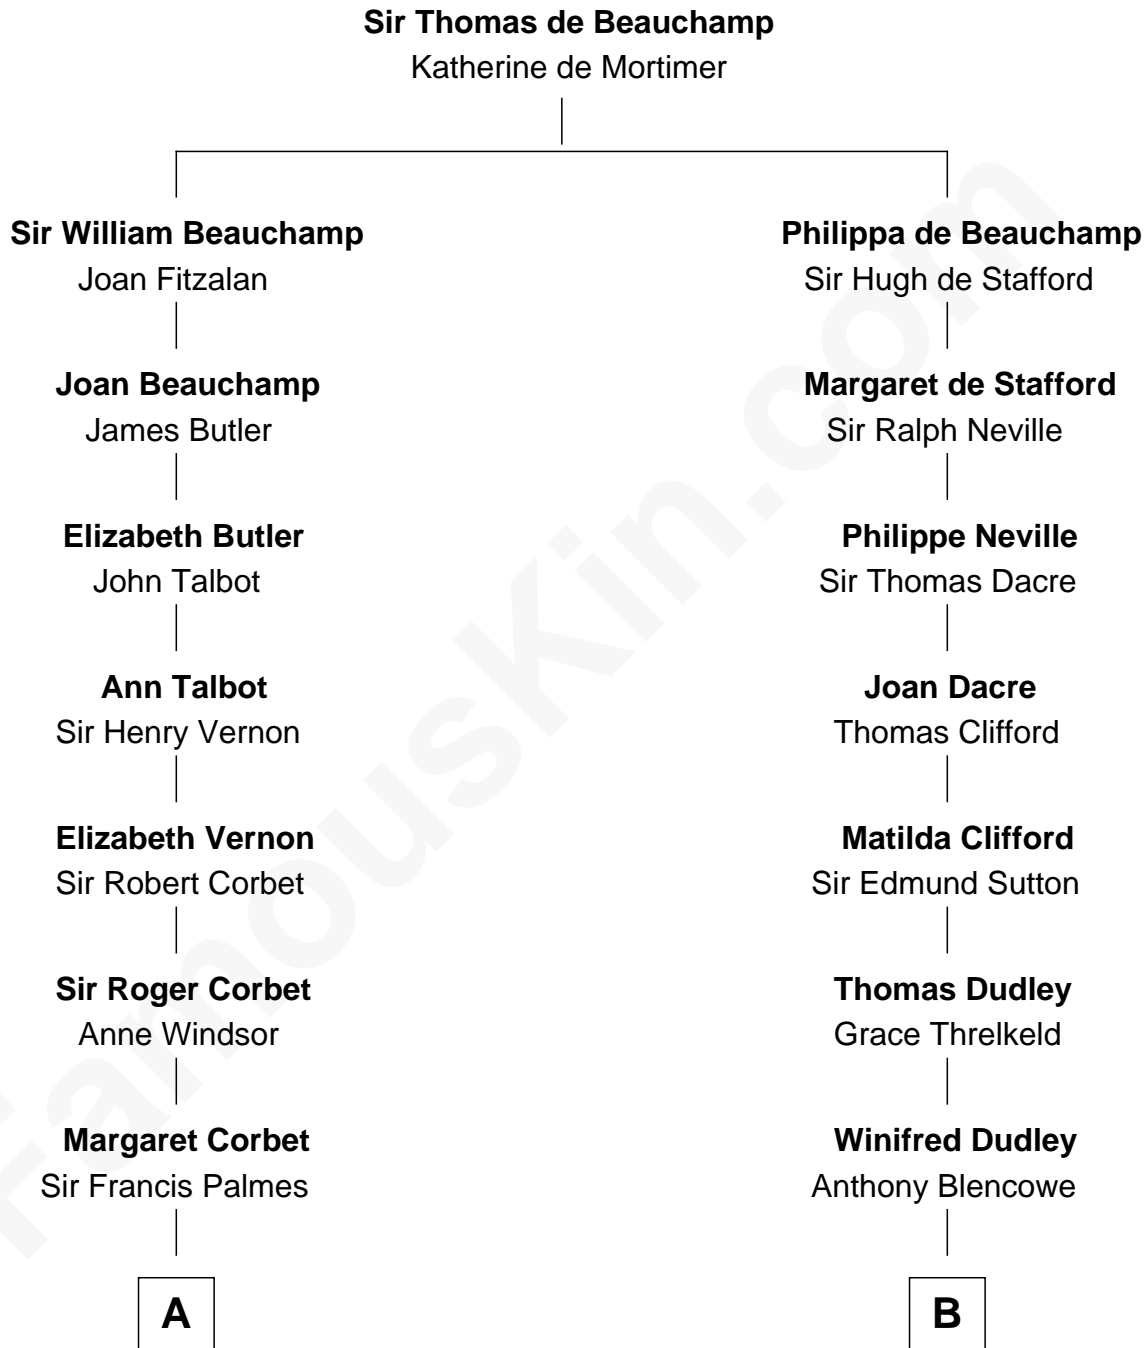 Sir Thomas de Beauchamp
Katherine de Mortimer
Sir William Beauchamp
Joan Fitzalan
Philippa de Beauchamp
Sir Hugh de Stafford
Joan Beauchamp
James Butler
Margaret de Stafford
Sir Ralph Neville
Elizabeth Butler
John Talbot
Philippe Neville
Sir Thomas Dacre
Ann Talbot
Sir Henry Vernon
Joan Dacre
Thomas Clifford
Elizabeth Vernon
Sir Robert Corbet
Matilda Clifford
Sir Edmund Sutton
Sir Roger Corbet
Anne Windsor
Thomas Dudley
Grace Threlkeld
Margaret Corbet
Sir Francis Palmes
Winifred Dudley
Anthony Blencowe
A
B
FamousKin.com